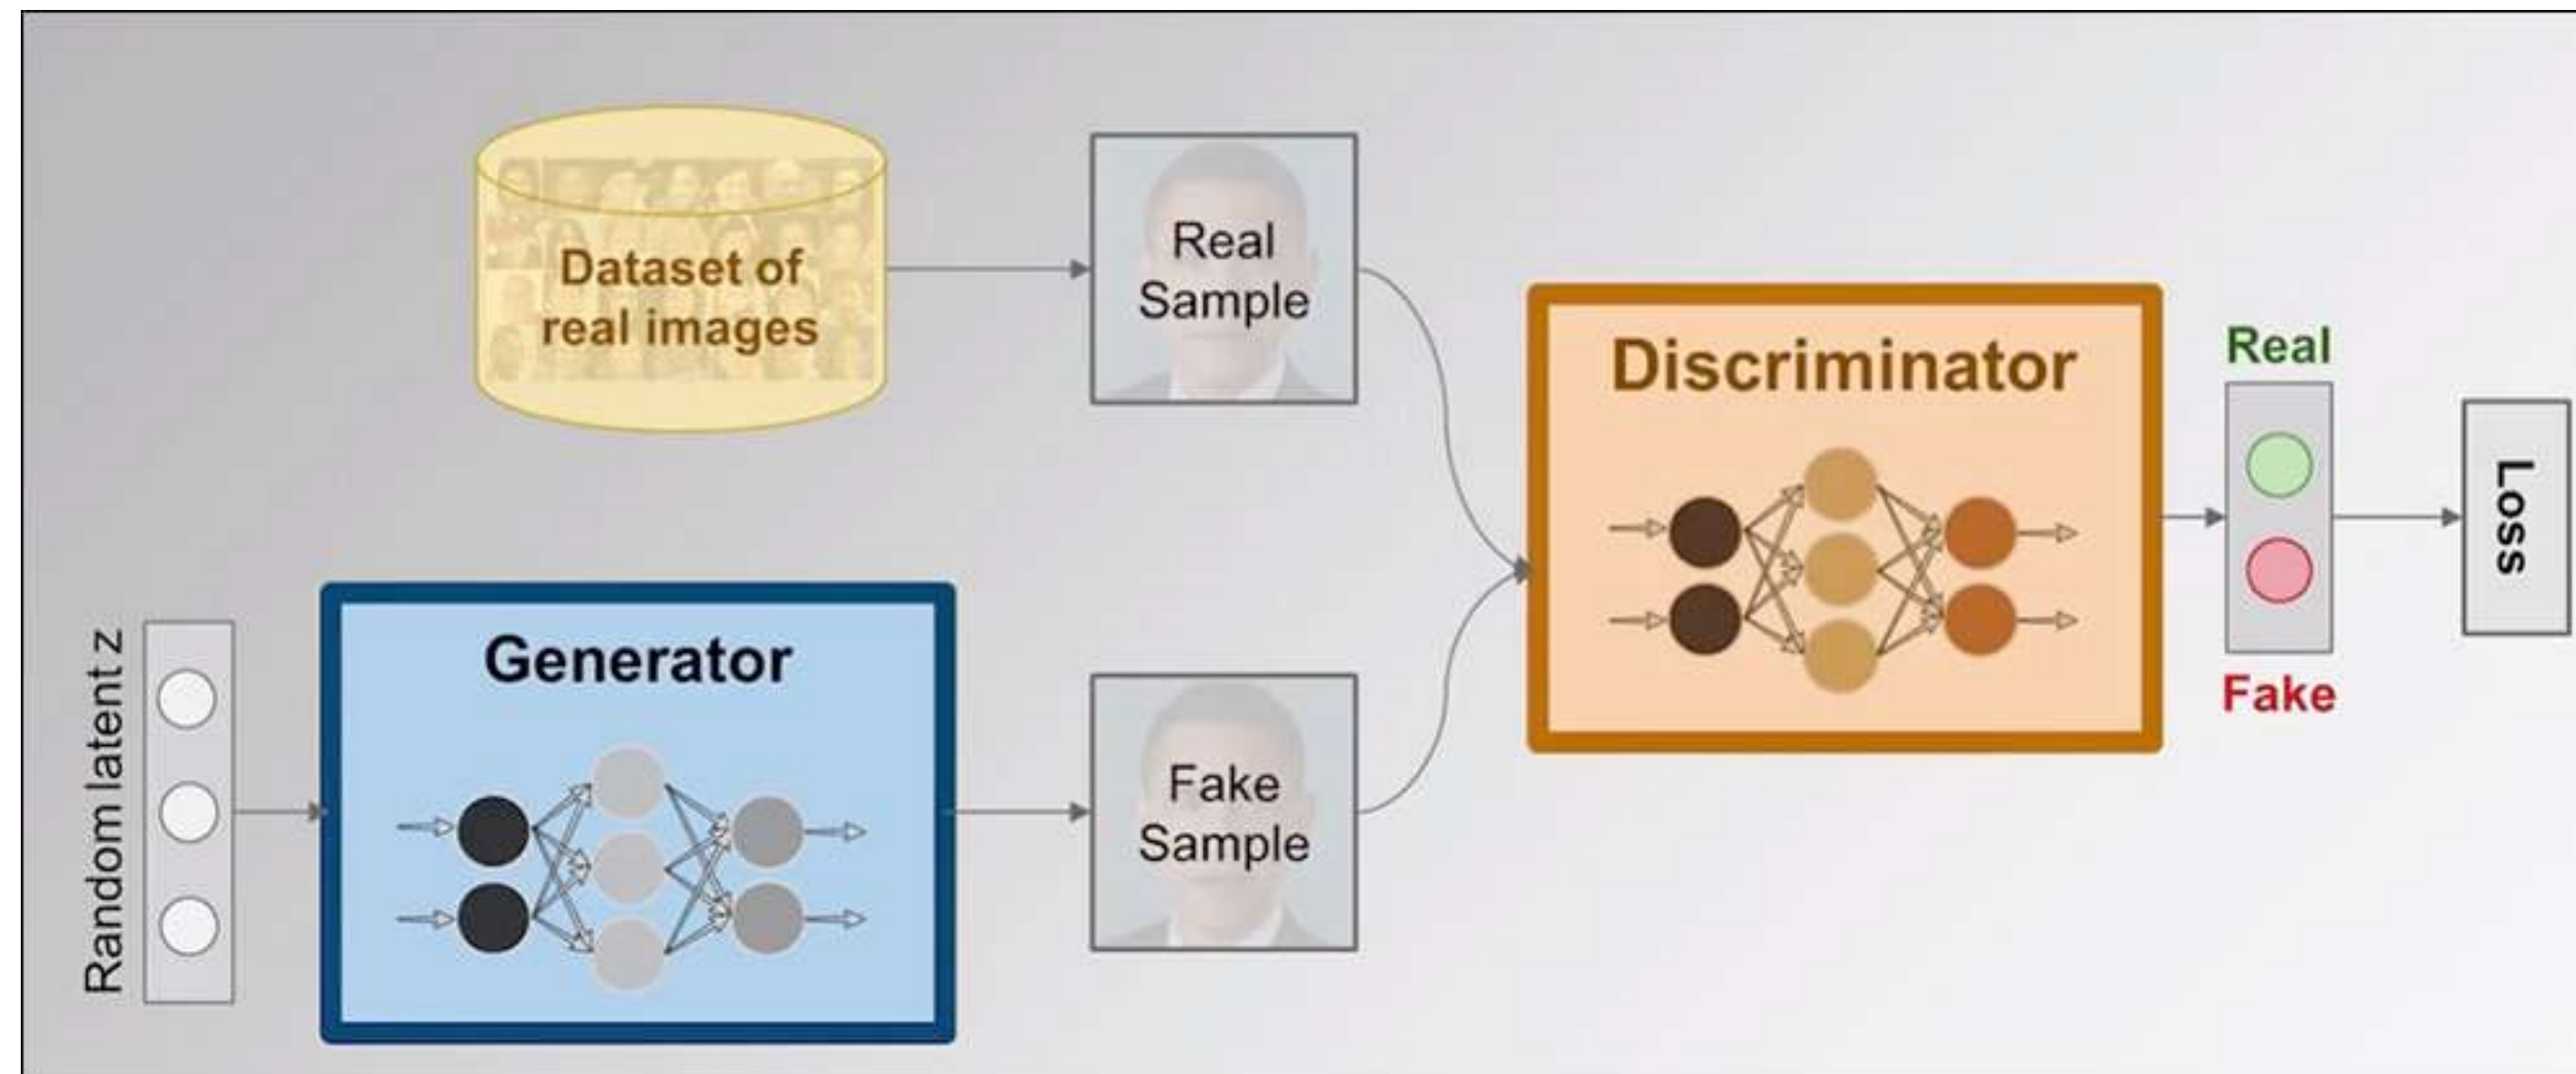 Dataset of
real images
Real
Sample
Discriminator
Real
Fake
Loss
Random latent z
Generator
Fake
Sample